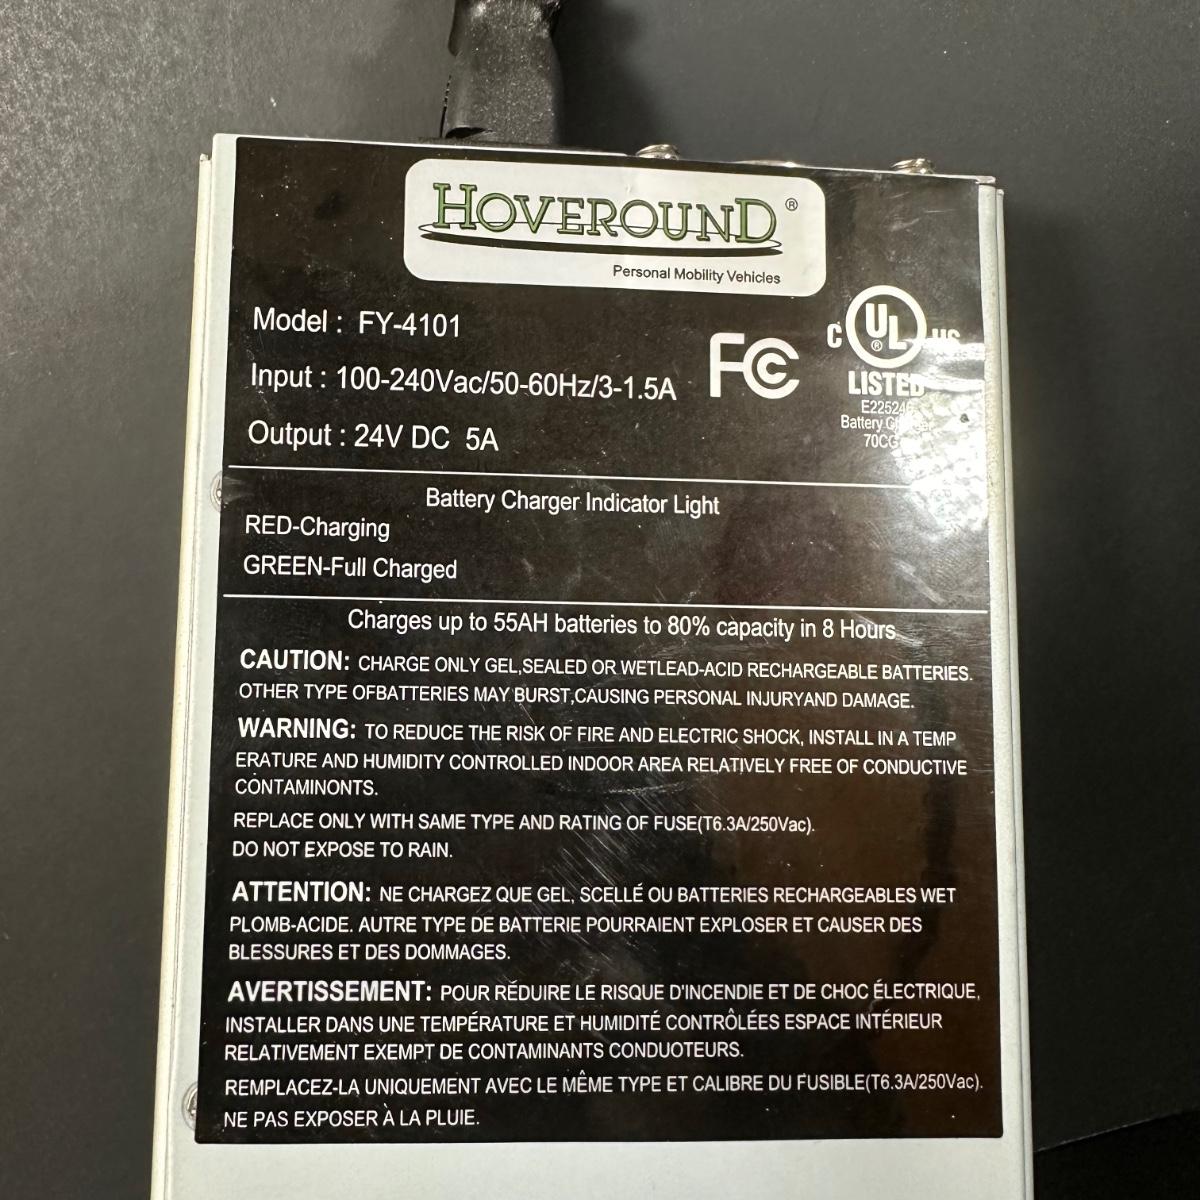 HOVEROUND®
Personal Mobility Vehicles
Model : FY-4101
Input : 100-240Vac/50-60Hz/3-1.5A
Output : 24V DC 5A
FC
C UL® US
LISTED
E22524
Battery
70CG
Battery Charger Indicator Light
RED-Charging
GREEN-Full Charged
Charges up to 55AH batteries to 80% capacity in 8 Hours
CAUTION: CHARGE ONLY GEL,SEALED OR WETLEAD-ACID RECHARGEABLE BATTERIES.
OTHER TYPE OFBATTERIES MAY BURST,CAUSING PERSONAL INJURYAND DAMAGE.
WARNING: TO REDUCE THE RISK OF FIRE AND ELECTRIC SHOCK, INSTALL IN A TEMP
ERATURE AND HUMIDITY CONTROLLED INDOOR AREA RELATIVELY FREE OF CONDUCTIVE
CONTAMINONTS.
REPLACE ONLY WITH SAME TYPE AND RATING OF FUSE(T6.3A/250Vac).
DO NOT EXPOSE TO RAIN.
ATTENTION: NE CHARGEZ QUE GEL, SCELLÉ OU BATTERIES RECHARGEABLES WET
PLOMB-ACIDE. AUTRE TYPE DE BATTERIE POURRAIENT EXPLOSER ET CAUSER DES
BLESSURES ET DES DOMMAGES.
AVERTISSEMENT: POUR RÉDUIRE LE RISQUE D'INCENDIE ET DE CHOC ÉLECTRIQUE,
INSTALLER DANS UNE TEMPÉRATURE ET HUMIDITÉ CONTRÔLÉES ESPACE INTÉRIEUR
RELATIVEMENT EXEMPT DE CONTAMINANTS CONDUOTEURS.
REMPLACEZ-LA UNIQUEMENT AVEC LE MÊME TYPE ET CALIBRE DU FUSIBLE(T6.3A/250Vac).
NE PAS EXPOSER À LA PLUIE.